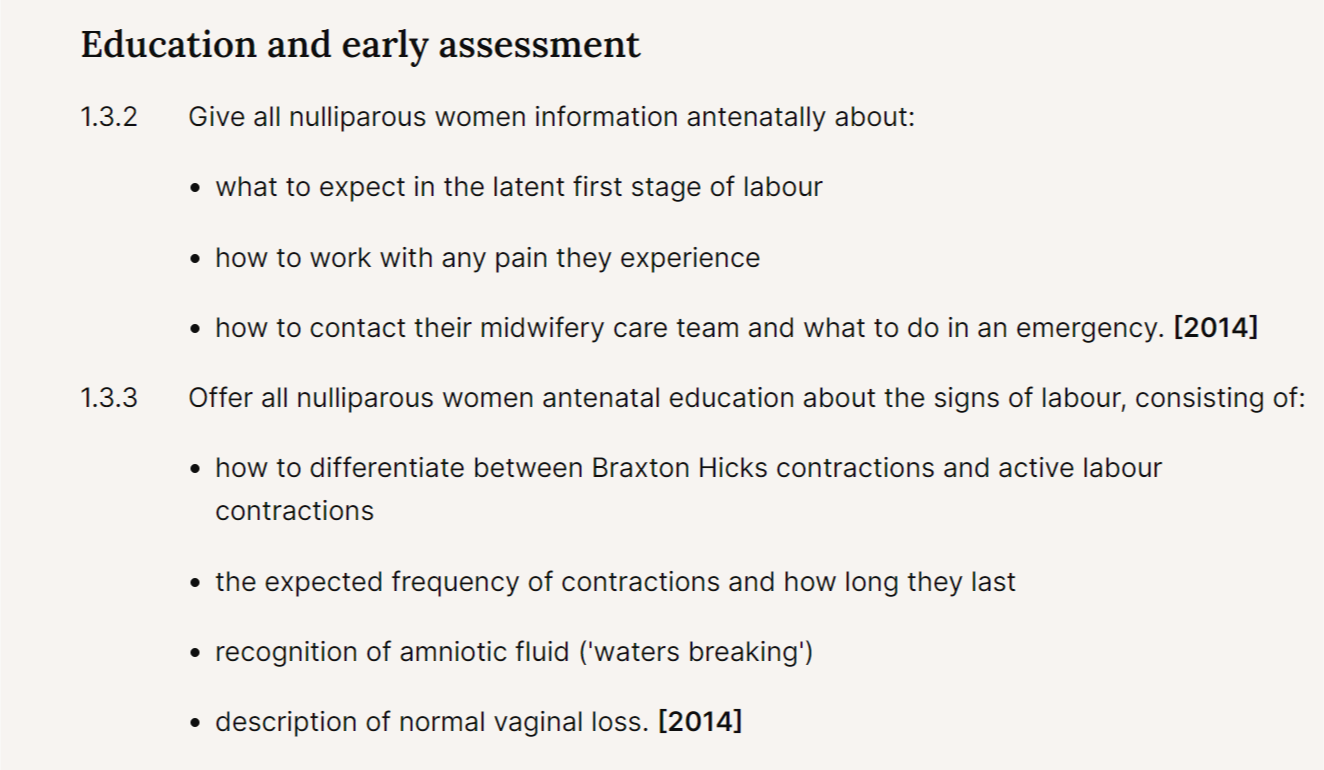 Education and early assessment
1.3.2 Give all nulliparous women information antenatally about:
• what to expect in the latent first stage of labour
• how to work with any pain they experience
• how to contact their midwifery care team and what to do in an emergency. [2014]
1.3.3 Offer all nulliparous women antenatal education about the signs of labour, consisting of:
• how to differentiate between Braxton Hicks contractions and active labour
contractions
• the expected frequency of contractions and how long they last
• recognition of amniotic fluid ('waters breaking')
• description of normal vaginal loss. [2014]